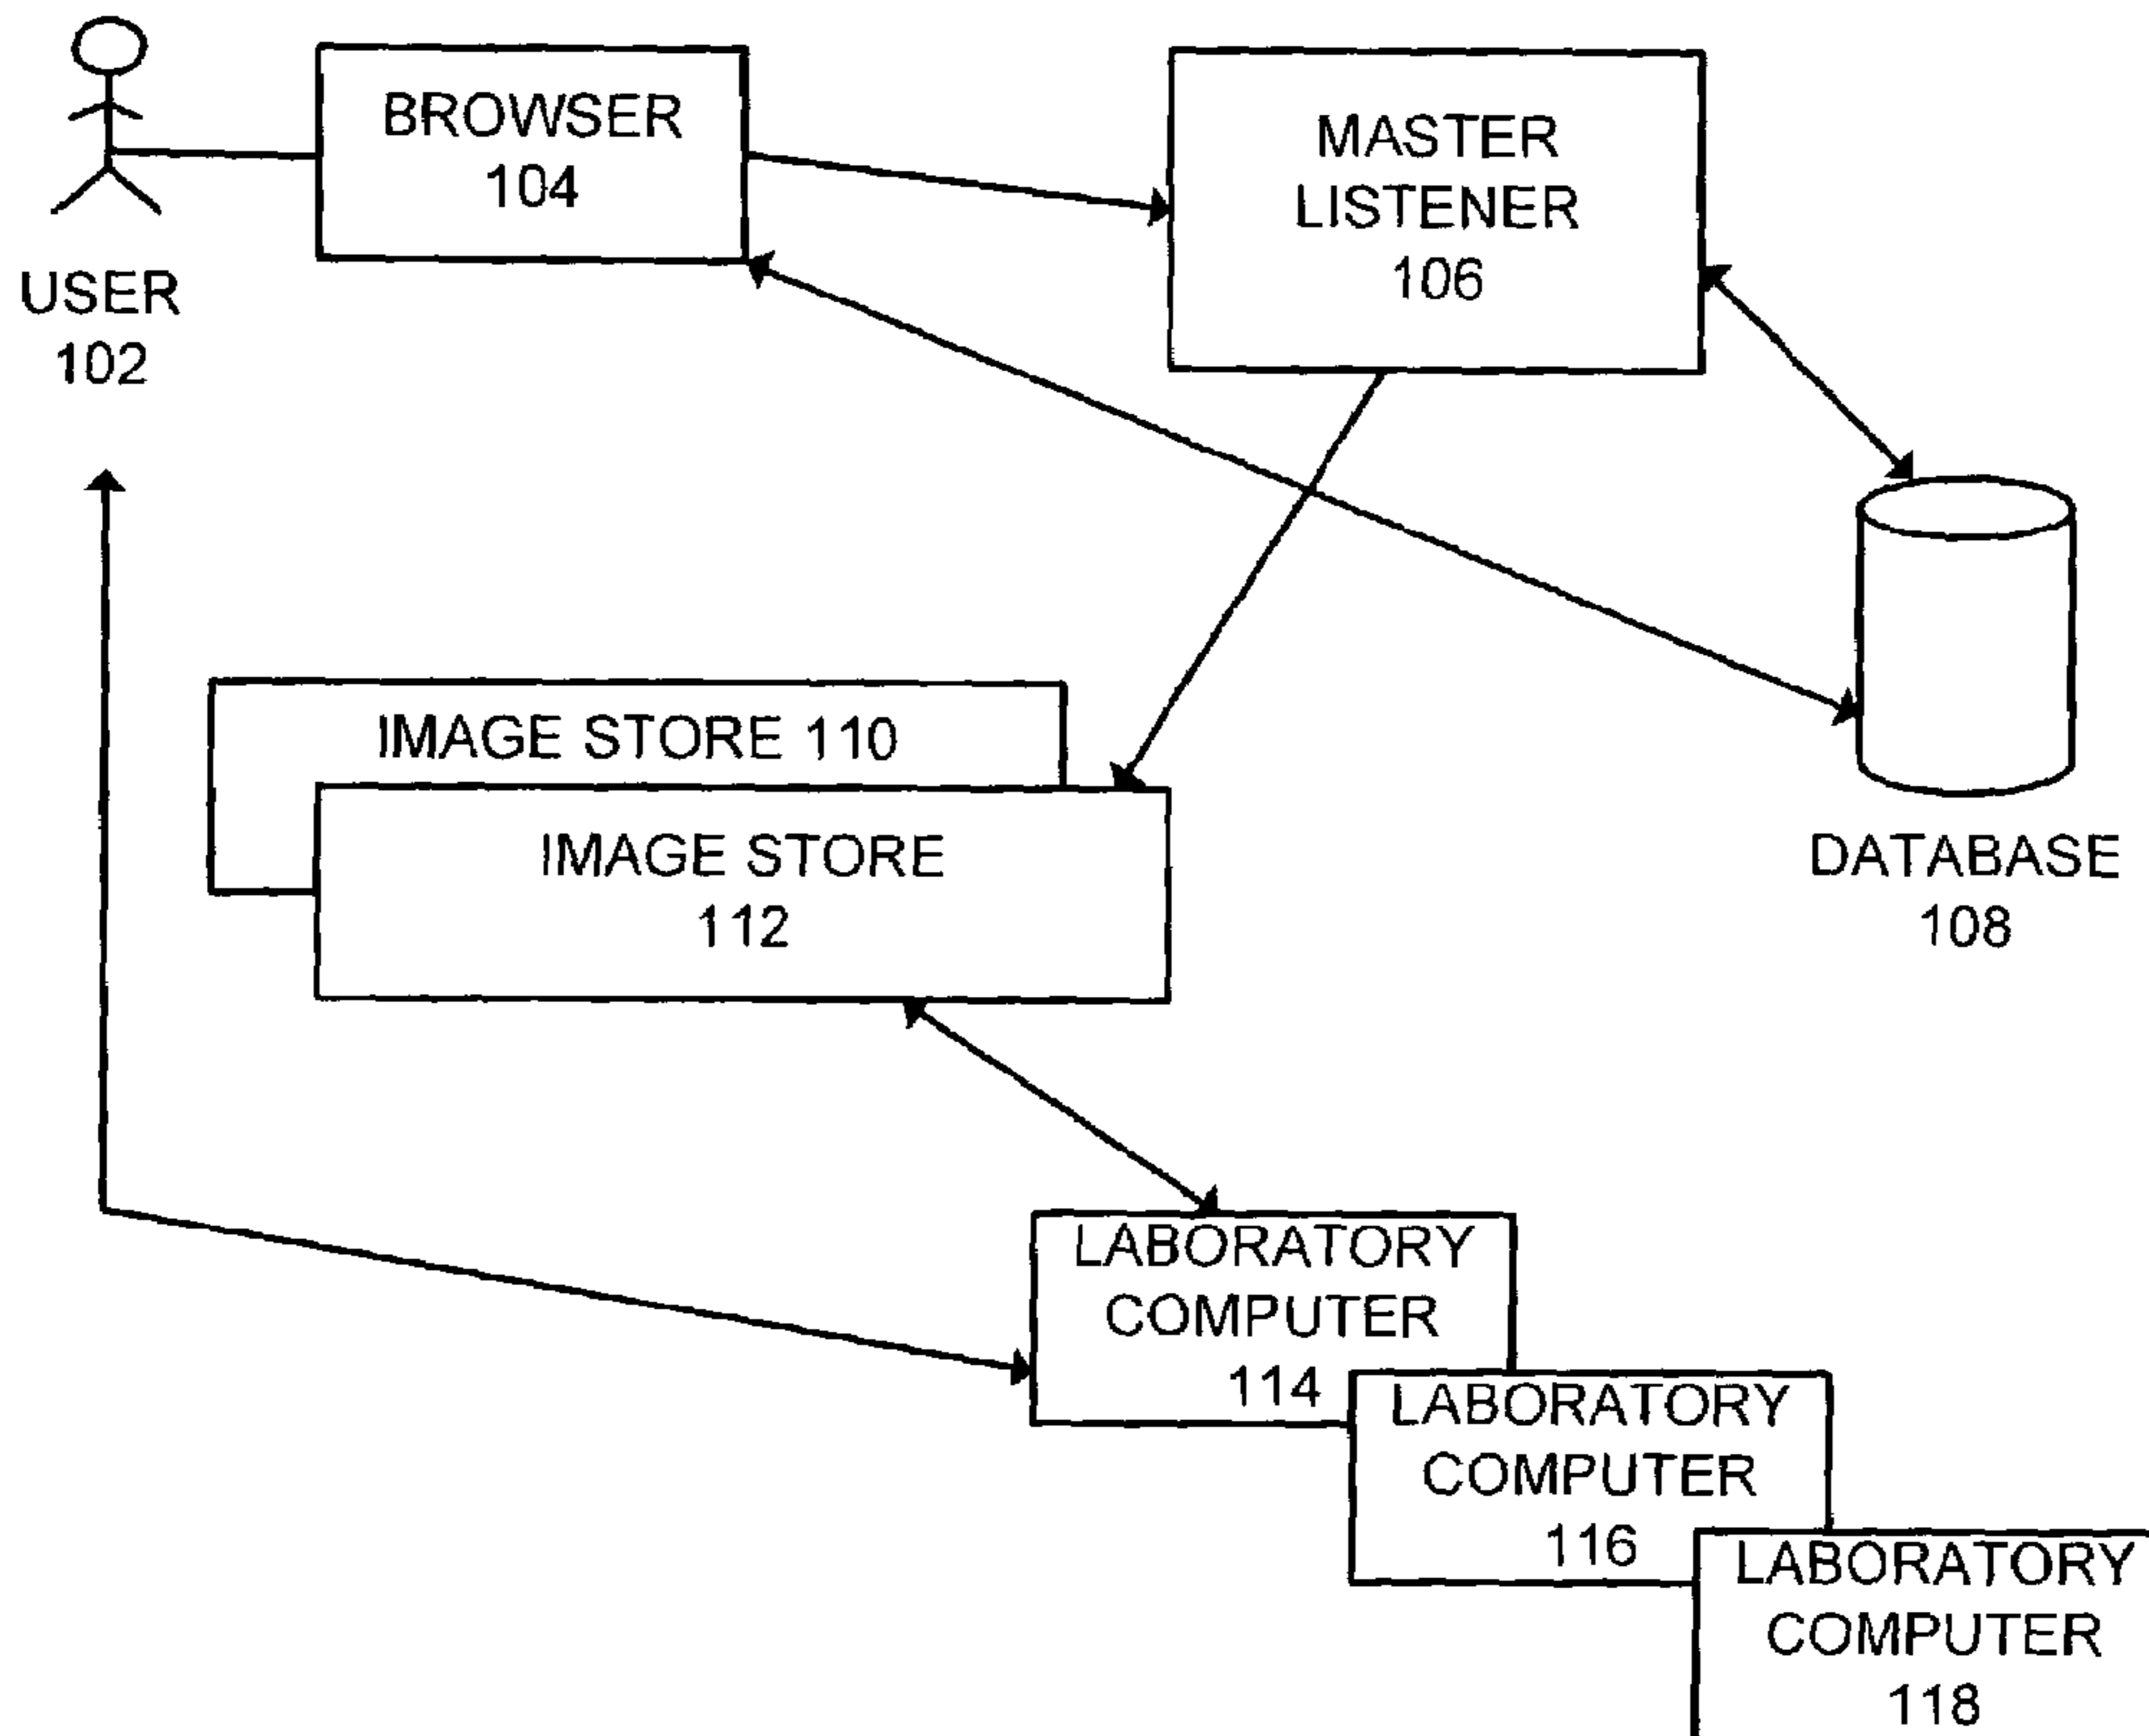 BROWSER
104
MASTER
LISTENER
106
USER
102
IMAGE STORE 110
IMAGE STORE
112
DATABASE
108
LABORATORY
COMPUTER
114
LABORATORY
COMPUTER
116
LABORATORY
COMPUTER
118